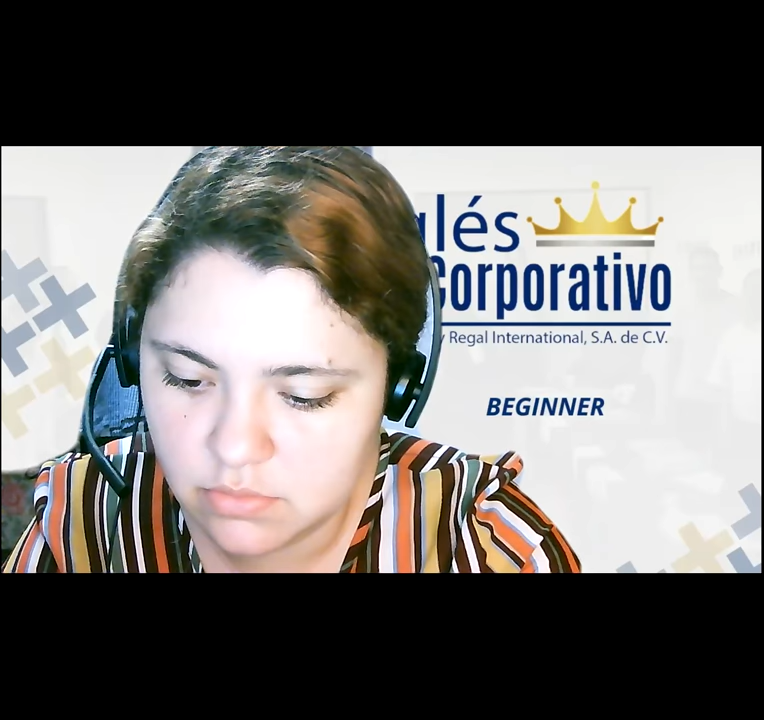 glés
Corporativo
y Regal International, S.A. de C.V.
BEGINNER